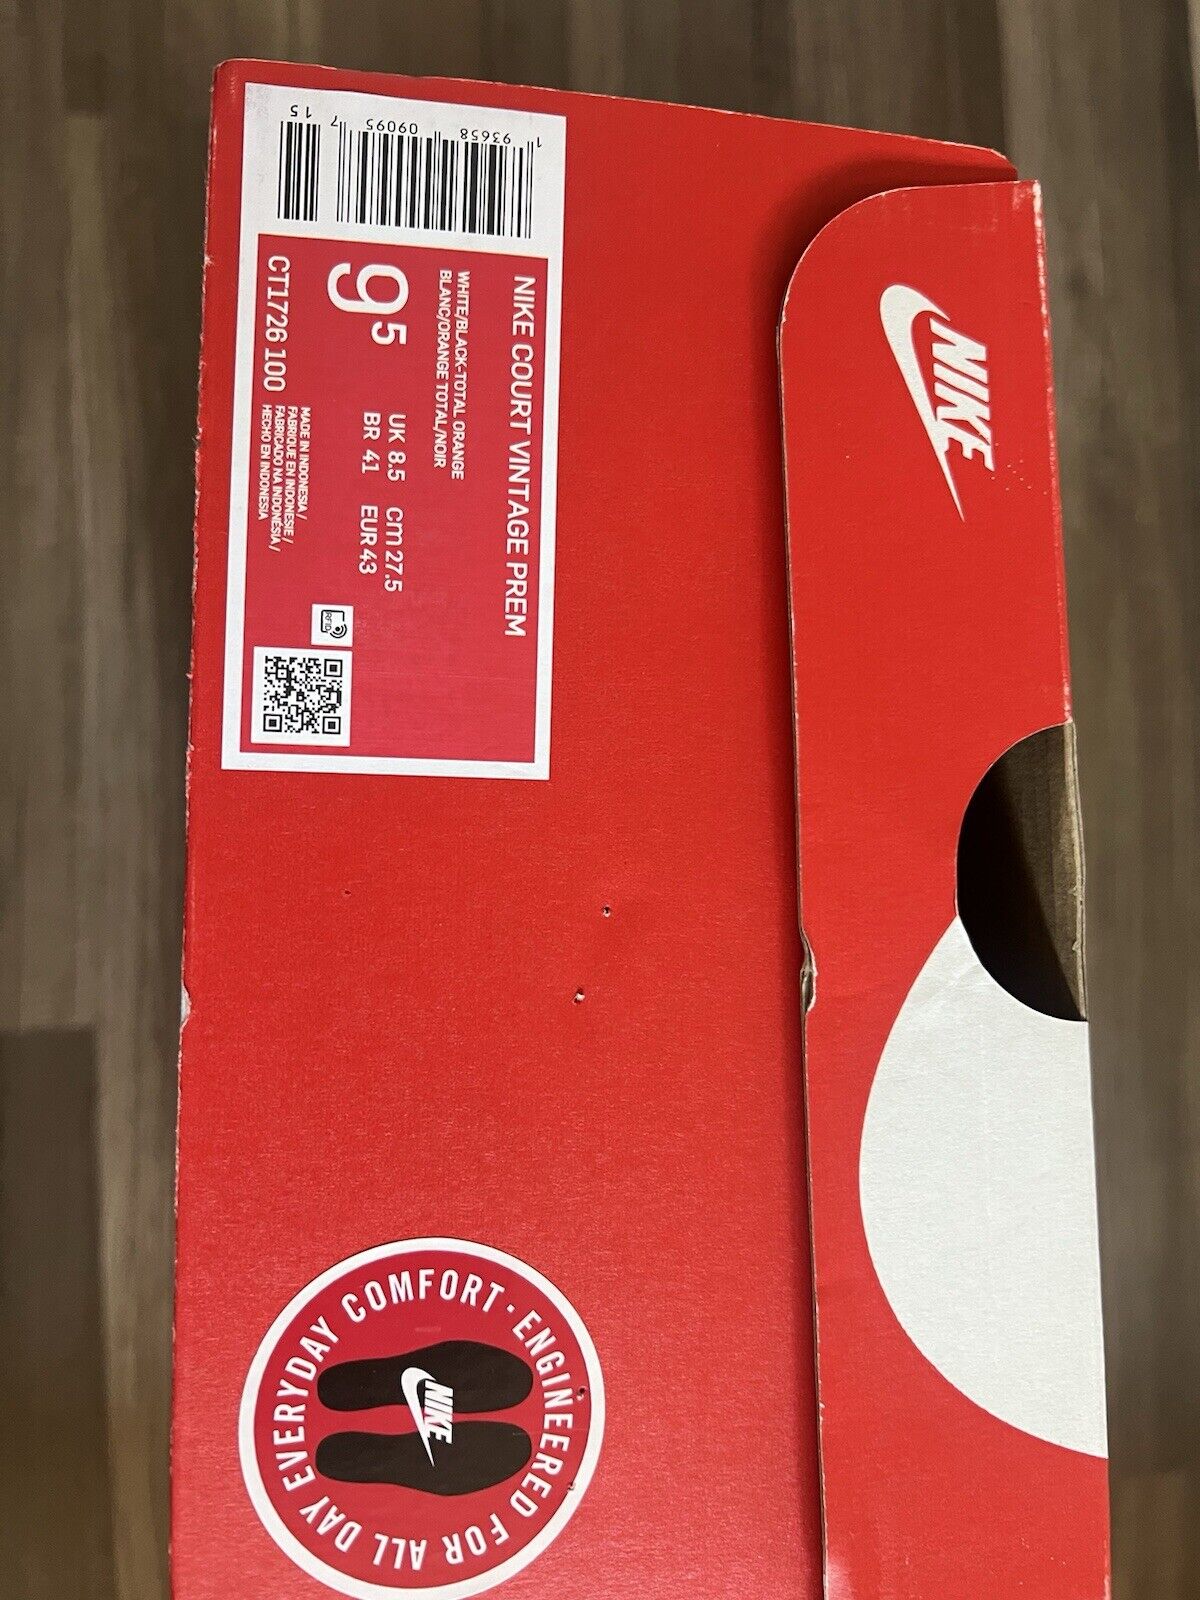 NIKE COURT VINTAGE PREM
WHITE/BLACK-TOTAL ORANGE
BLANC/ORANGE TOTAL/NOIR
9 5
UK 8.5 cm 27.5
BR 41 EUR 43
CT1726 100
MADE IN INDONESIA /
FABRIQUE EN INDONESIE /
FABRICADO NA INDONÉSIA /
HECHO EN INDONESIA
RFID
1 93658 09095 7 15
NIKE
EVERYDAY COMFORT · ENGINEERED FOR ALL DAY
NIKE